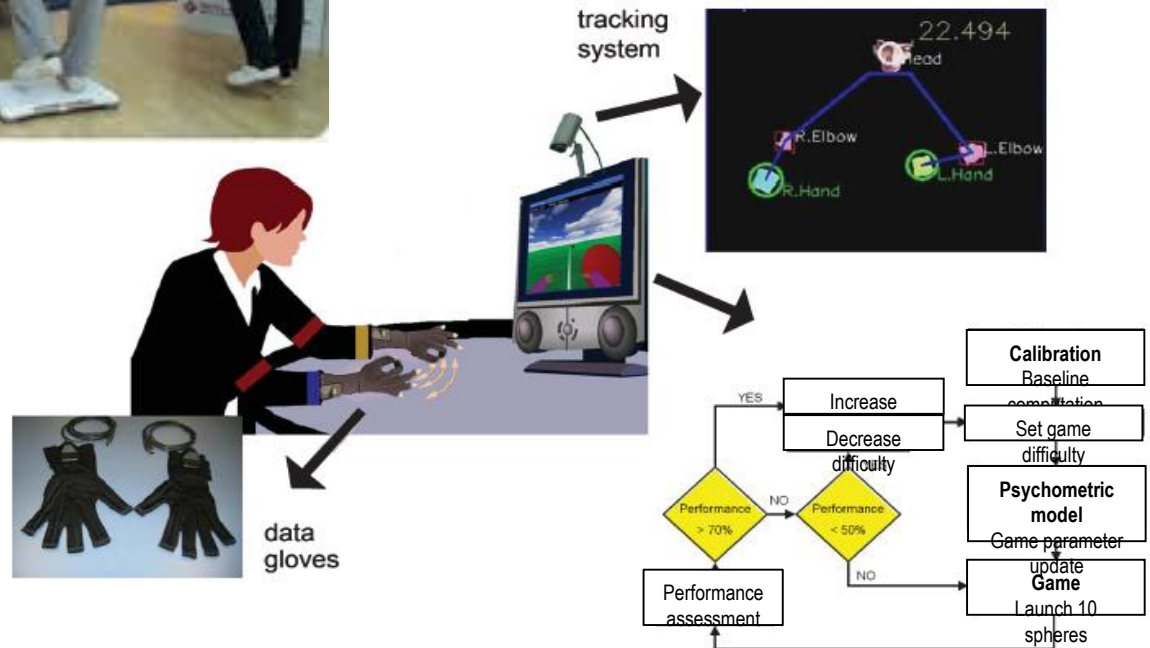 tracking
system
22.494
Head
R.Elbow
L.Elbow
R.Hand
L.Hand
data
gloves
Calibration
Baseline
computation
YES
Increase
Decrease
difficulty
Set game
difficulty
Psychometric
model
Game parameter
update
Performance
> 70%
NO
Performance
< 50%
NO
Game
Launch 10
spheres
Performance
assessment